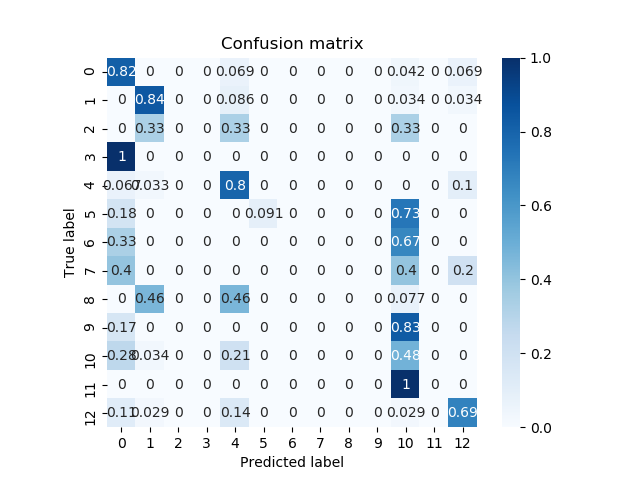 Confusion matrix
0 0.82 0 0 0 0.069 0 0 0 0 0 0.042 0 0.069
1 0 0.84 0 0 0.086 0 0 0 0 0 0.034 0 0.034
2 0 0.33 0 0 0.33 0 0 0 0 0 0.33 0 0
3 1 0 0 0 0 0 0 0 0 0 0 0 0
4 0.067 0.033 0 0 0.8 0 0 0 0 0 0 0 0.1
5 0.18 0 0 0 0 0.091 0 0 0 0 0.73 0 0
6 0.33 0 0 0 0 0 0 0 0 0 0.67 0 0
7 0.4 0 0 0 0 0 0 0 0 0 0.4 0 0.2
8 0 0.46 0 0 0.46 0 0 0 0 0 0.077 0 0
9 0.17 0 0 0 0 0 0 0 0 0 0.83 0 0
10 0.28 0.034 0 0 0.21 0 0 0 0 0 0.48 0 0
11 0 0 0 0 0 0 0 0 0 0 1 0 0
12 0.11 0.029 0 0 0.14 0 0 0 0 0 0.029 0 0.69
0 1 2 3 4 5 6 7 8 9 10 11 12
Predicted label
True label
1.0
0.8
0.6
0.4
0.2
0.0